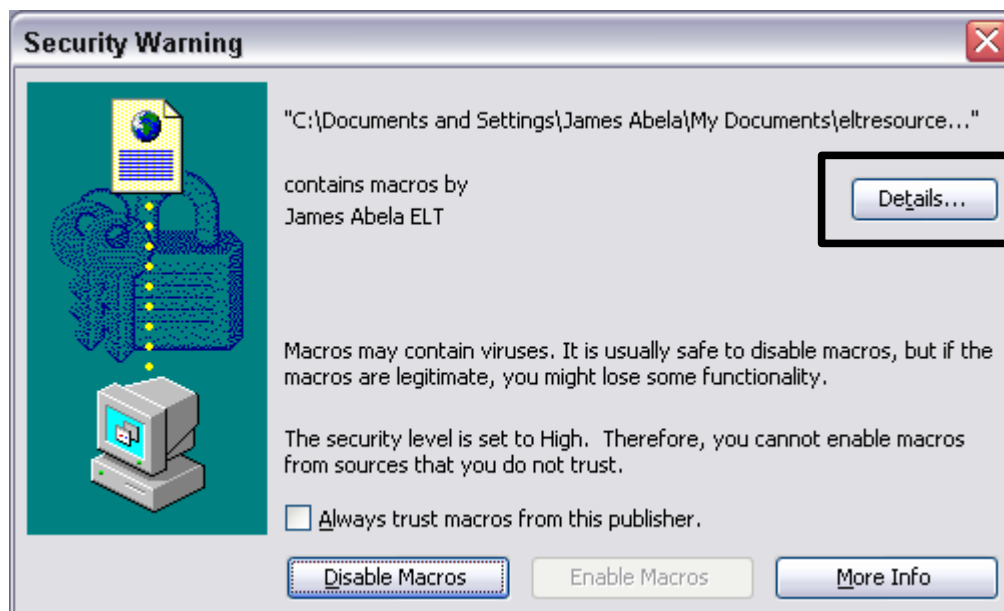 Security Warning
"C:\Documents and Settings\James Abela\My Documents\eltresource..."
contains macros by
James Abela ELT
Details...
Macros may contain viruses. It is usually safe to disable macros, but if the
macros are legitimate, you might lose some functionality.
The security level is set to High.  Therefore, you cannot enable macros
from sources that you do not trust.
Always trust macros from this publisher.
Disable Macros
Enable Macros
More Info